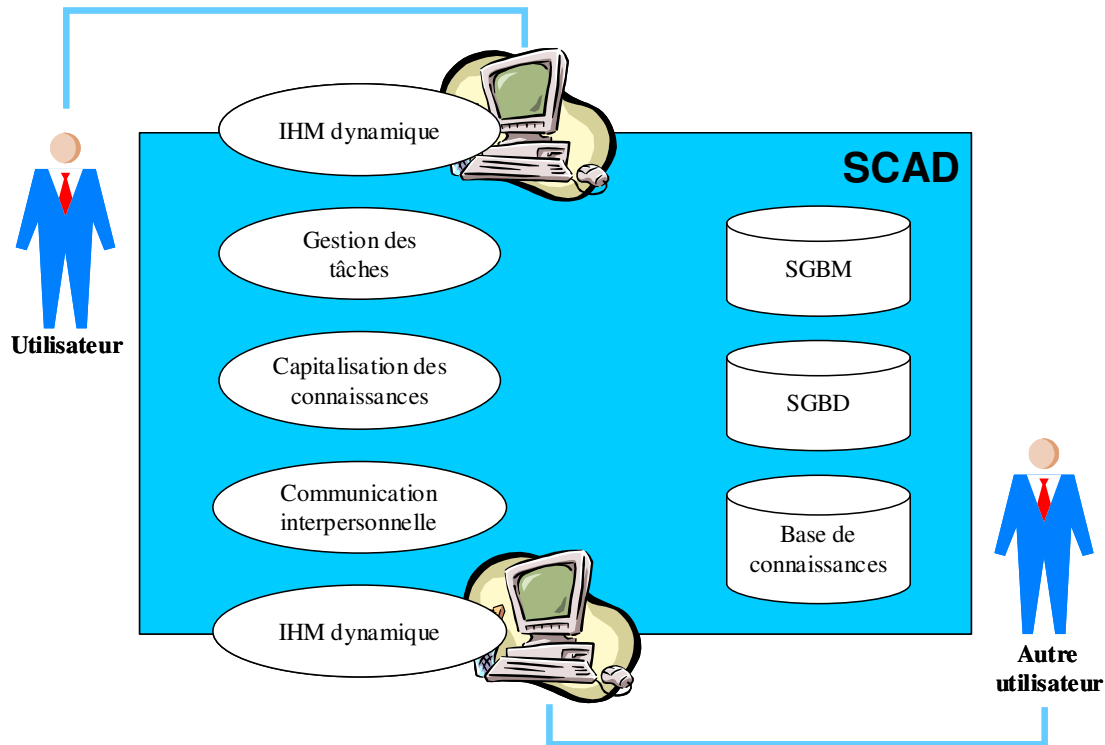 IHM dynamique
SCAD
Gestion des
tâches
SGBM
Utilisateur
Capitalisation des
connaissances
SGBD
Communication
interpersonnelle
Base de
connaissances
IHM dynamique
Autre
utilisateur